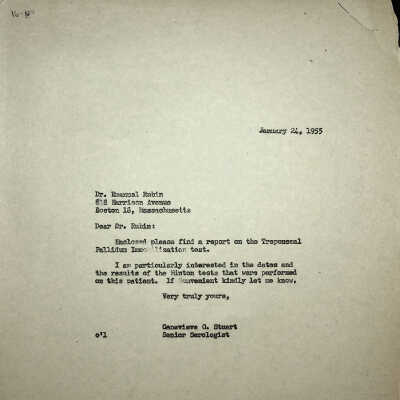 January 24, 1955
Dr. Emanual Rubin
818 Harrison Avenue
Boston 18, Massachusetts
Dear Dr. Rubin:
Enclosed please find a report on the Treponemal
Pallidum Immobilization test.
I am particularly interested in the dates and
the results of the Hinton tests that were performed
on this patient. If convenient kindly let me know.
Very truly yours,
Genevieve O. Stuart
o'l Senior Serologist